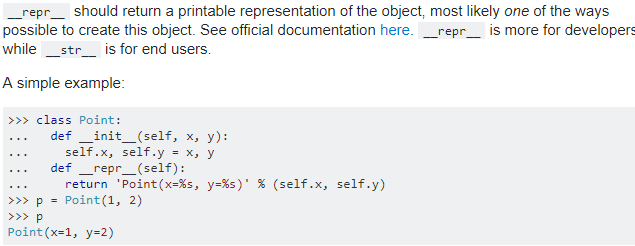 __repr__ should return a printable representation of the object, most likely one of the ways
possible to create this object. See official documentation here. __repr__ is more for developers
while __str__ is for end users.
A simple example:
>>> class Point:
...   def __init__(self, x, y):
...     self.x, self.y = x, y
...   def __repr__(self):
...     return 'Point(x=%s, y=%s)' % (self.x, self.y)
>>> p = Point(1, 2)
>>> p
Point(x=1, y=2)